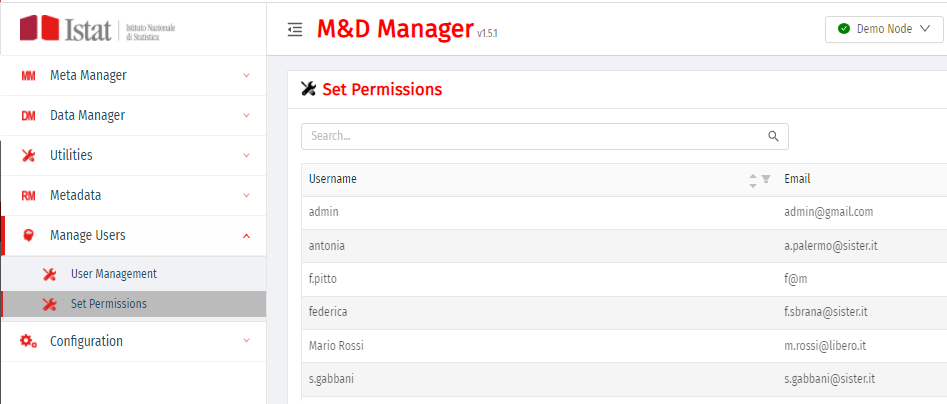 Istat Istituto Nazionale di Statistica
M&D Manager v1.5.1
Demo Node
MM Meta Manager
DM Data Manager
Utilities
RM Metadata
Manage Users
User Management
Set Permissions
Configuration
Set Permissions
Search...
Username Email
admin admin@gmail.com
antonia a.palermo@sister.it
f.pitto f@m
federica f.sbrana@sister.it
Mario Rossi m.rossi@libero.it
s.gabbani s.gabbani@sister.it